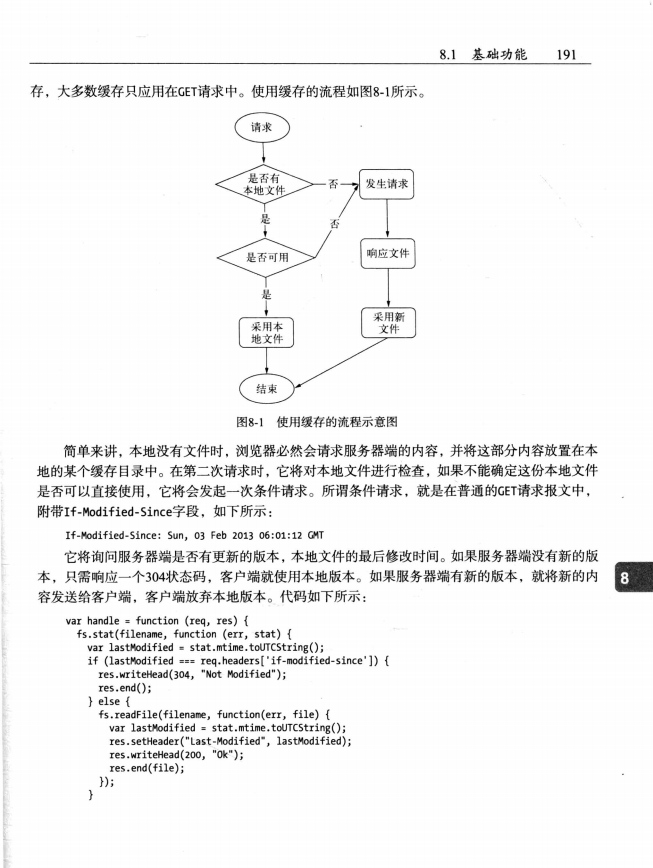 8.1 基础功能 191
存，大多数缓存只应用在GET请求中。使用缓存的流程如图8-1所示。
请求
是否有
本地文件
否
发生请求
是
否
是否可用
响应文件
是
采用本
地文件
采用新
文件
结束
图8-1 使用缓存的流程示意图
简单来讲，本地没有文件时，浏览器必然会请求服务器端的内容，并将这部分内容放置在本
地的某个缓存目录中。在第二次请求时，它将对本地文件进行检查，如果不能确定这份本地文件
是否可以直接使用，它将会发起一次条件请求。所谓条件请求，就是在普通的GET请求报文中，
附带If-Modified-Since字段，如下所示：
If-Modified-Since: Sun, 03 Feb 2013 06:01:12 GMT
它将询问服务器端是否有更新的版本，本地文件的最后修改时间。如果服务器端没有新的版
本，只需响应一个304状态码，客户端就使用本地版本。如果服务器端有新的版本，就将新的内
容发送给客户端，客户端放弃本地版本。代码如下所示：
8
var handle = function (req, res) {
fs.stat(filename, function (err, stat) {
var lastModified = stat.mtime.toUTCString();
if (lastModified === req.headers['if-modified-since']) {
res.writeHead(304, "Not Modified");
res.end();
} else {
fs.readFile(filename, function(err, file) {
var lastModified = stat.mtime.toUTCString();
res.setHeader("Last-Modified", lastModified);
res.writeHead(200, "Ok");
res.end(file);
});
}